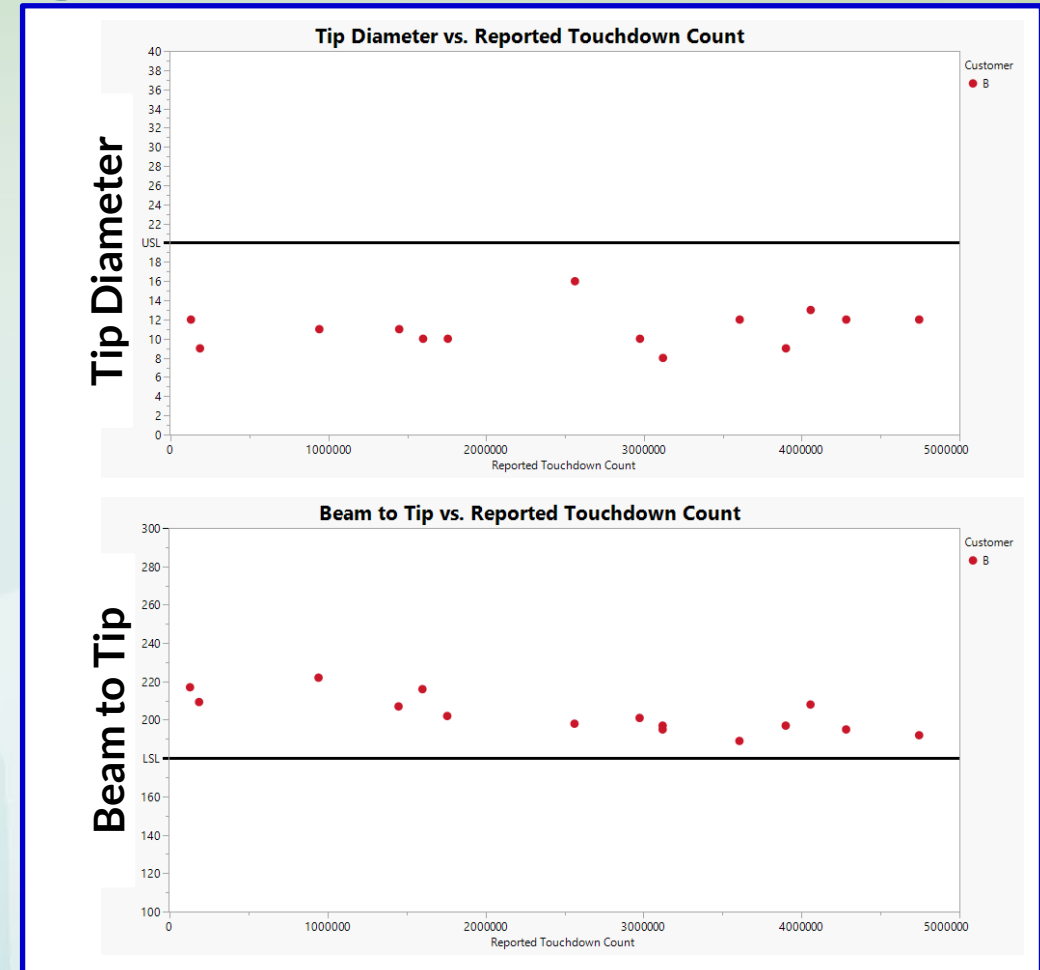 Tip Diameter vs. Reported Touchdown Count
Tip Diameter
40
38
36
34
32
30
28
26
24
22
USL
18
16
14
12
10
8
6
4
2
0
0 1000000 2000000 3000000 4000000 5000000
Reported Touchdown Count
Customer
B
Beam to Tip vs. Reported Touchdown Count
Beam to Tip
300
280
260
240
220
200
LSL
160
140
120
100
0 1000000 2000000 3000000 4000000 5000000
Reported Touchdown Count
Customer
B